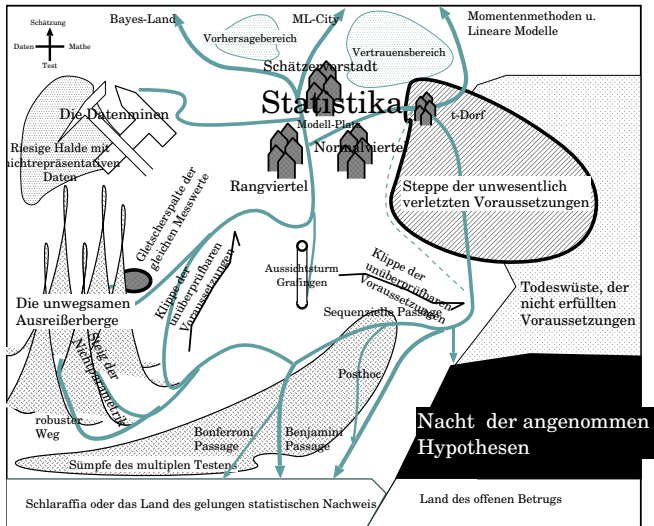 Schätzung
Daten
Mathe
Test
Bayes-Land
ML-City
Momentenmethoden u.
Lineare Modelle
Vorhersagebereich
Vertrauensbereich
Schätzervorstadt
Statistika
Modell-Platz
t-Dorf
Die Datenminen
Normalviertel
Riesige Halde mit
nichtrepräsentativen
Daten
Rangviertel
Steppe der unwesentlich
verletzten Voraussetzungen
Gletscherspalte der
gleichen Messwerte
Aussichtsturm
Grafingen
Klippe der
unüberprüfbaren
Voraussetzungen
Klippe der
unüberprüfbaren
Voraussetzungen
Todeswüste, der
nicht erfüllten
Voraussetzungen
Die unwegsamen
Ausreißerberge
Sequenzielle Passage
Steig der
Nichtparametrik
Posthoc
robuster
Weg
Bonferroni
Passage
Benjamini
Passage
Nacht der angenommen
Hypothesen
Sümpfe des multiplen Testens
Schlaraffia oder das Land des gelungen statistischen Nachweis
Land des offenen Betrugs